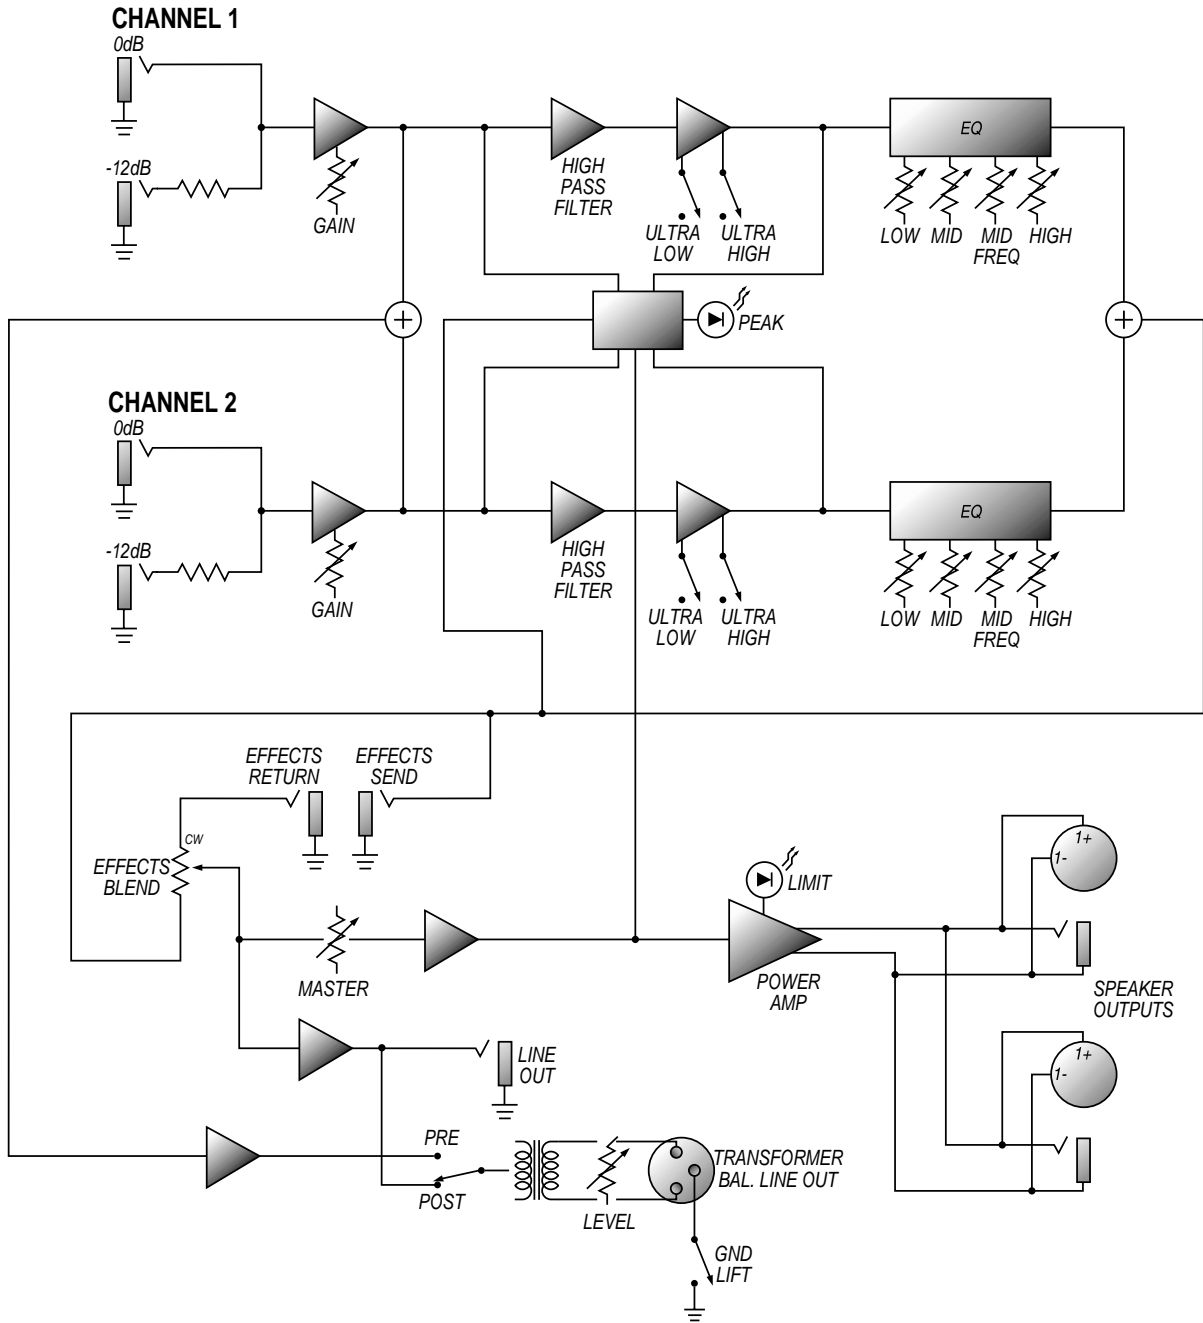 CHANNEL 1
0dB
-12dB
GAIN
HIGH
PASS
FILTER
ULTRA
LOW
ULTRA
HIGH
EQ
LOW
MID
MID
FREQ
HIGH
PEAK
+
+
CHANNEL 2
0dB
-12dB
GAIN
HIGH
PASS
FILTER
ULTRA
LOW
ULTRA
HIGH
EQ
LOW
MID
MID
FREQ
HIGH
EFFECTS
RETURN
EFFECTS
SEND
CW
EFFECTS
BLEND
MASTER
LIMIT
POWER
AMP
1+
1-
SPEAKER
OUTPUTS
1+
1-
LINE
OUT
PRE
POST
LEVEL
TRANSFORMER
BAL. LINE OUT
GND
LIFT